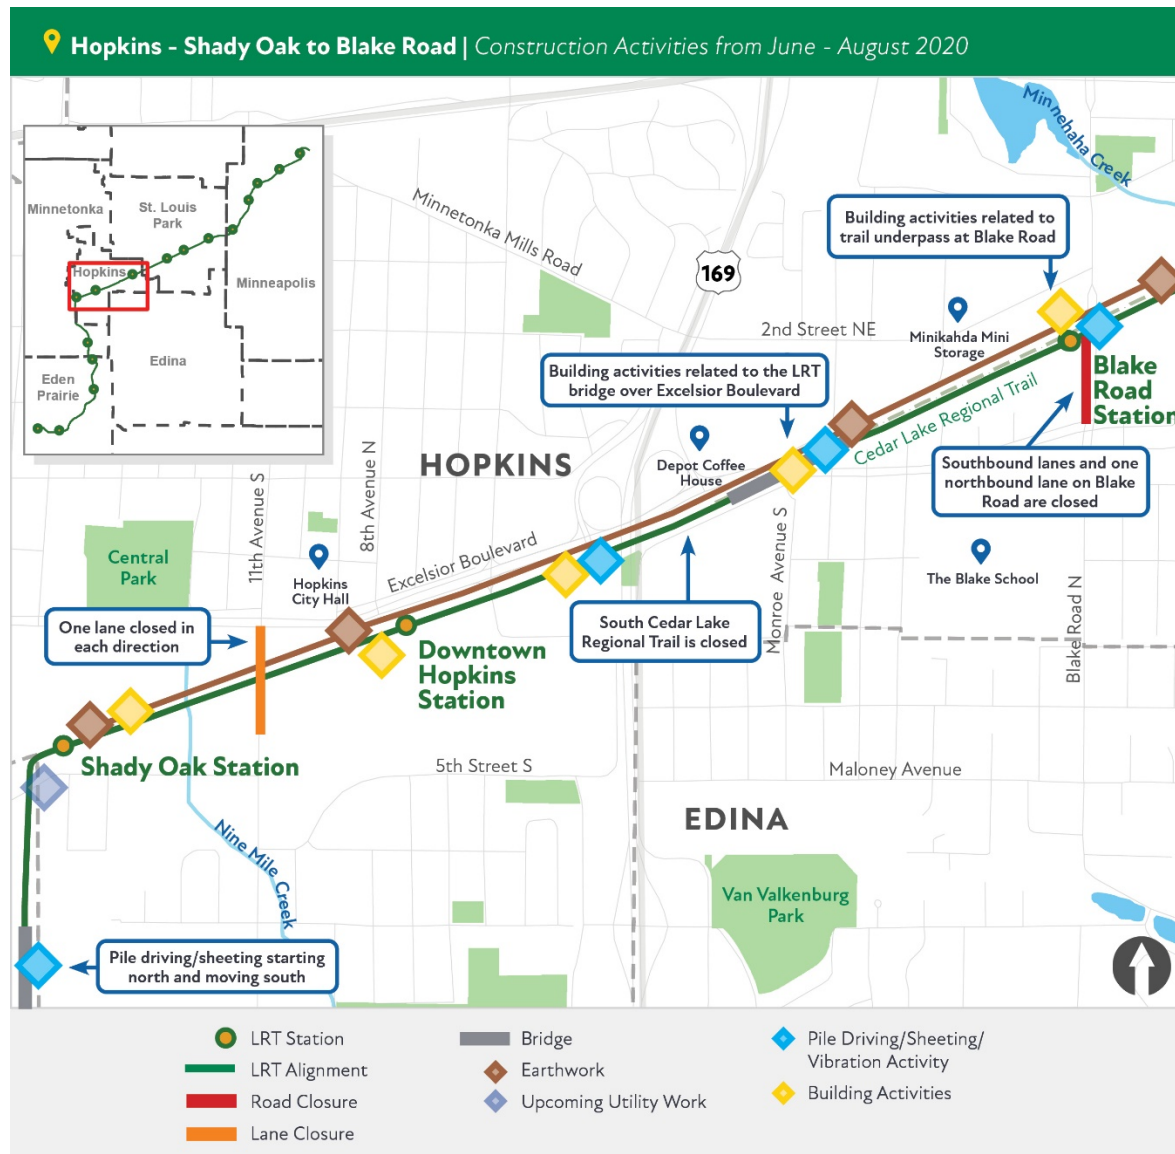 Hopkins - Shady Oak to Blake Road | Construction Activities from June - August 2020
Minnetonka
St. Louis
Park
Hopkins
Minneapolis
Edina
Eden
Prairie
Minnehaha Creek
Minnetonka Mills Road
169
Building activities related to
trail underpass at Blake Road
2nd Street NE
Minikahda Mini
Storage
Building activities related to the LRT
bridge over Excelsior Boulevard
Blake
Road
Station
Cedar Lake Regional Trail
HOPKINS
Depot Coffee
House
Southbound lanes and one
northbound lane on Blake
Road are closed
11th Avenue S
8th Avenue N
Excelsior Boulevard
Monroe Avenue S
Central
Park
Hopkins
City Hall
The Blake School
Blake Road N
One lane closed in
each direction
South Cedar Lake
Regional Trail is closed
Downtown
Hopkins
Station
Shady Oak Station
5th Street S
Maloney Avenue
EDINA
Nine Mile Creek
Van Valkenburg
Park
Pile driving/sheeting starting
north and moving south
LRT Station
LRT Alignment
Road Closure
Lane Closure
Bridge
Earthwork
Upcoming Utility Work
Pile Driving/Sheeting/
Vibration Activity
Building Activities